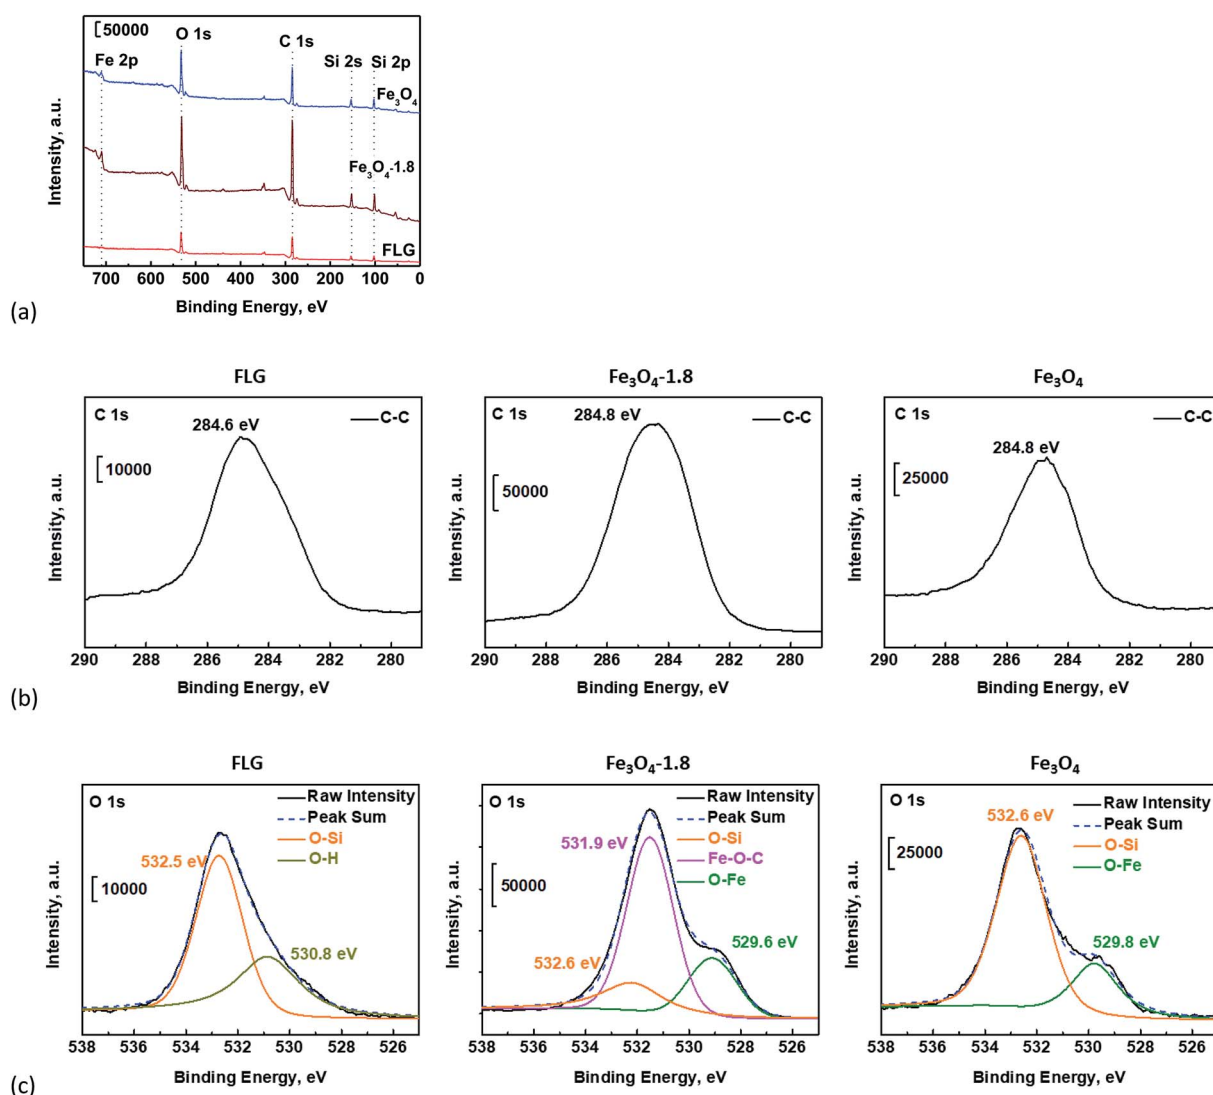 50000
Fe 2p
O 1s
C 1s
Si 2s
Si 2p
Fe₃O₄
Fe₃O₄-1.8
FLG
Intensity, a.u.
700 600 500 400 300 200 100 0
Binding Energy, eV
(a)
FLG
C 1s
284.6 eV
C-C
10000
Intensity, a.u.
290 288 286 284 282 280
Binding Energy, eV
Fe₃O₄-1.8
C 1s
284.8 eV
C-C
50000
Intensity, a.u.
290 288 286 284 282 280
Binding Energy, eV
Fe₃O₄
C 1s
284.8 eV
C-C
25000
Intensity, a.u.
290 288 286 284 282 280
Binding Energy, eV
(b)
FLG
O 1s
Raw Intensity
Peak Sum
O-Si
O-H
532.5 eV
10000
530.8 eV
Intensity, a.u.
538 536 534 532 530 528 526
Binding Energy, eV
Fe₃O₄-1.8
O 1s
Raw Intensity
Peak Sum
O-Si
Fe-O-C
O-Fe
531.9 eV
50000
532.6 eV
529.6 eV
Intensity, a.u.
538 536 534 532 530 528 526
Binding Energy, eV
Fe₃O₄
O 1s
Raw Intensity
Peak Sum
O-Si
O-Fe
532.6 eV
25000
529.8 eV
Intensity, a.u.
538 536 534 532 530 528 526
Binding Energy, eV
(c)